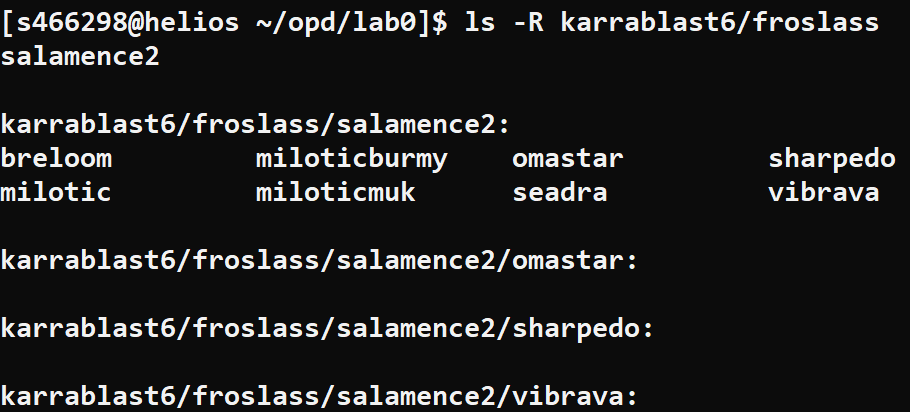 [s466298@helios ~/opd/lab0]$ ls -R karrablast6/froslass
salamence2
karrablast6/froslass/salamence2:
breloom miloticburmy omastar sharpedo
milotic miloticmuk seadra vibrava
karrablast6/froslass/salamence2/omastar:
karrablast6/froslass/salamence2/sharpedo:
karrablast6/froslass/salamence2/vibrava: